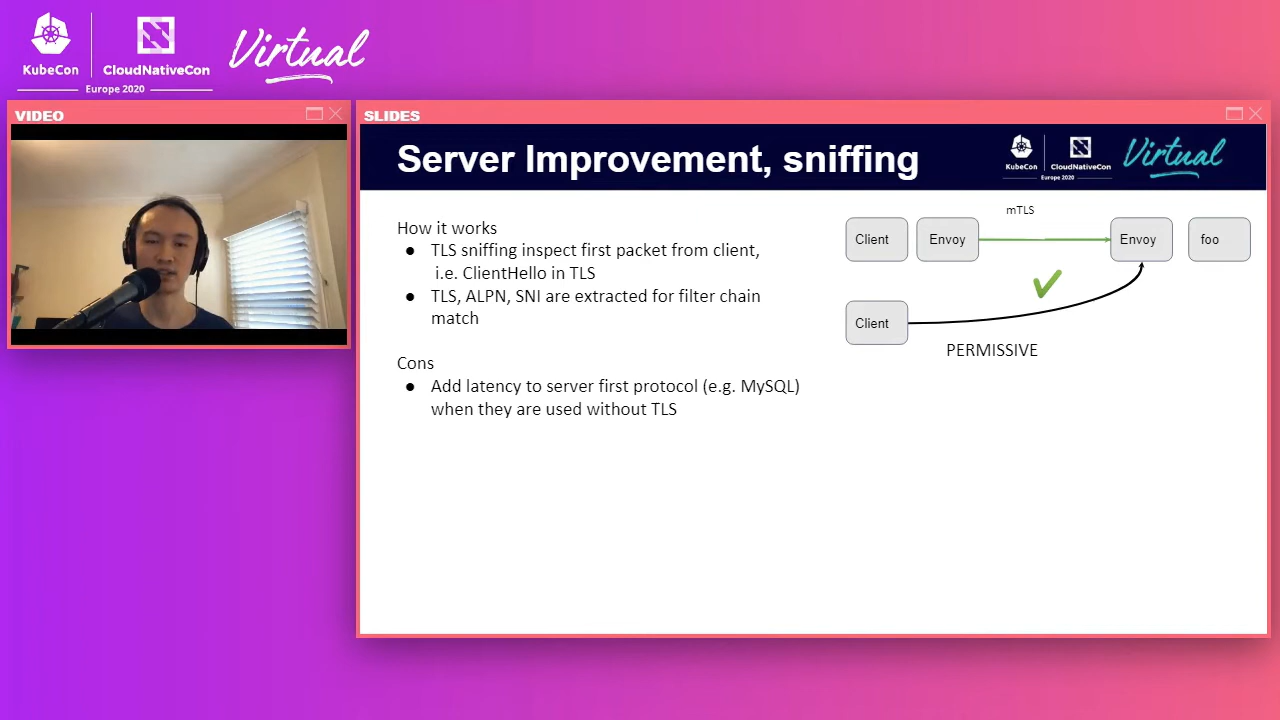 KubeCon
CloudNativeCon
Europe 2020
Virtual
VIDEO
SLIDES
Server Improvement, sniffing
KubeCon
CloudNativeCon
Europe 2020
Virtual
How it works
● TLS sniffing inspect first packet from client,
i.e. ClientHello in TLS
● TLS, ALPN, SNI are extracted for filter chain
match
Cons
● Add latency to server first protocol (e.g. MySQL)
when they are used without TLS
mTLS
Client
Envoy
Envoy
foo
Client
PERMISSIVE